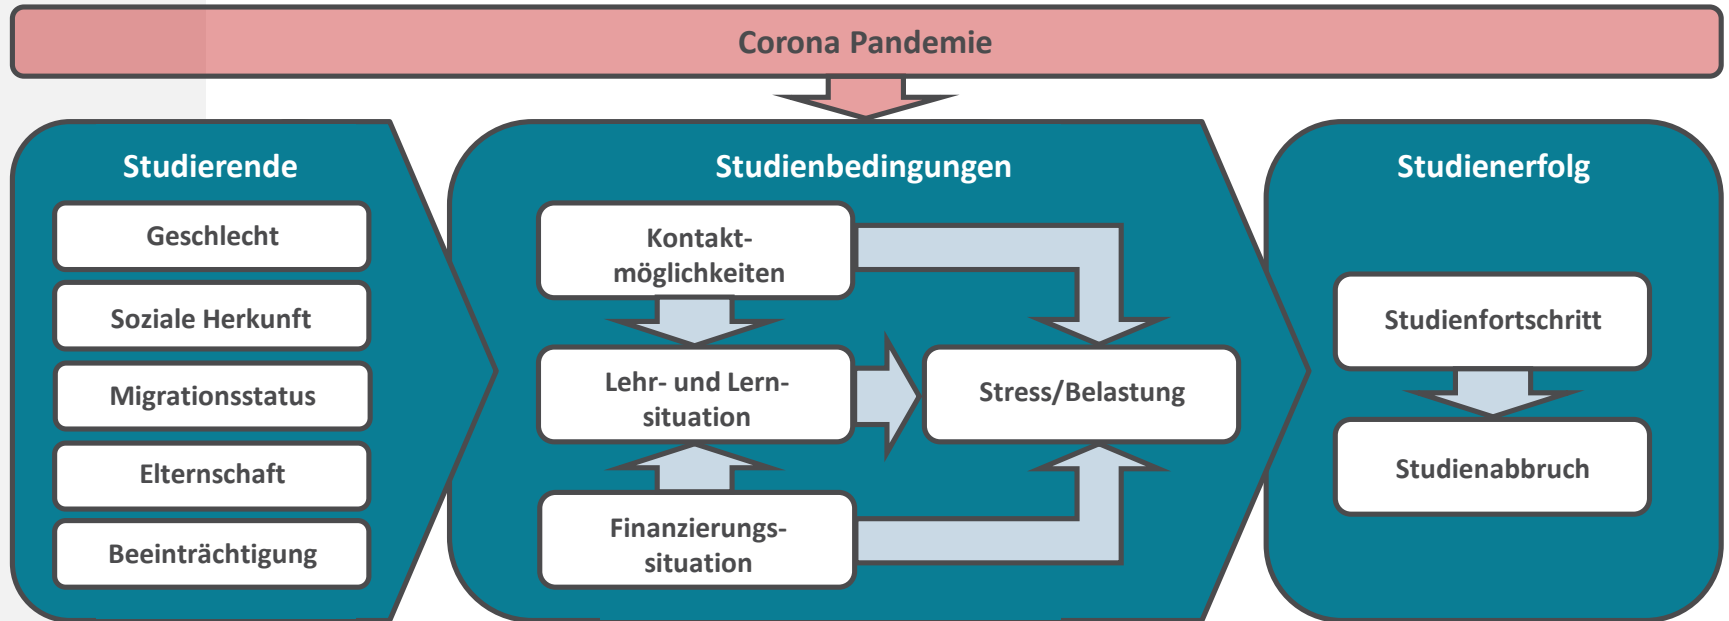 Corona Pandemie
Studierende
Geschlecht
Soziale Herkunft
Migrationsstatus
Elternschaft
Beeinträchtigung
Studienbedingungen
Kontakt-
möglichkeiten
Lehr- und Lern-
situation
Finanzierungs-
situation
Stress/Belastung
Studienerfolg
Studienfortschritt
Studienabbruch